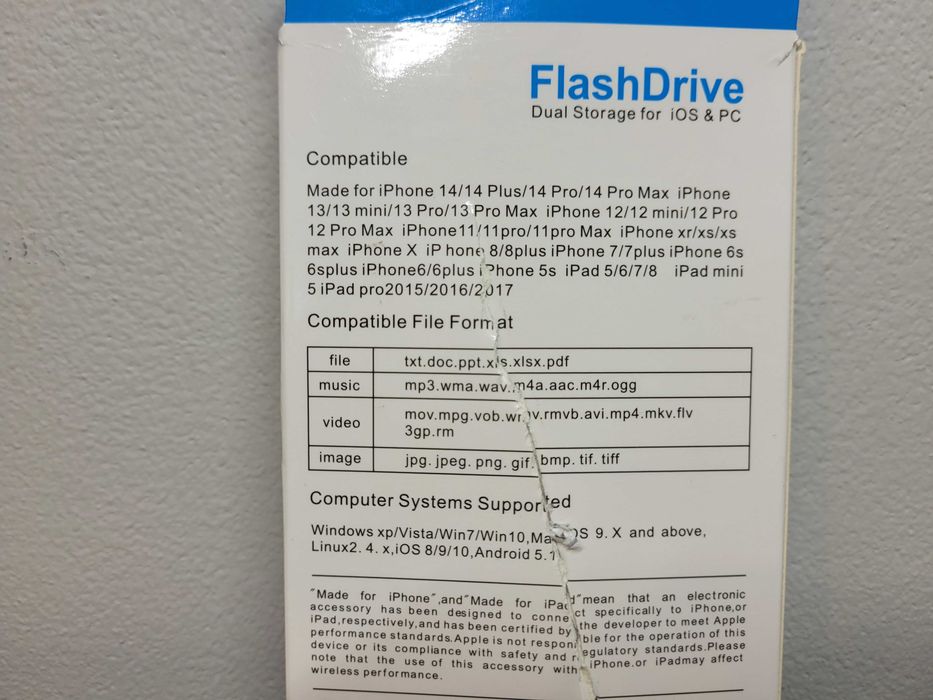 FlashDrive
Dual Storage for iOS & PC
Compatible
Made for iPhone 14/14 Plus/14 Pro/14 Pro Max iPhone
13/13 mini/13 Pro/13 Pro Max iPhone 12/12 mini/12 Pro
12 Pro Max iPhone11/11pro/11pro Max iPhone xr/xs/xs
max iPhone X iP hone 8/8plus iPhone 7/7plus iPhone 6s
6splus iPhone6/6plus iPhone 5s iPad 5/6/7/8 iPad mini
5 iPad pro2015/2016/2017
Compatible File Format
file txt.doc.ppt.xls.xlsx.pdf
music mp3.wma.wav.m4a.aac.m4r.ogg
video mov.mpg.vob.wmv.rmvb.avi.mp4.mkv.flv
3gp.rm
image jpg. jpeg. png. gif. bmp. tif. tiff
Computer Systems Supported
Windows xp/Vista/Win7/Win10,MacOS 9. X and above,
Linux2. 4. x,iOS 8/9/10,Android 5.1
"Made for iPhone",and"Made for iPad"mean that an electronic
accessory has been designed to connect specifically to iPhone,or
iPad,respectively,and has been certified by the developer to meet Apple
performance standards.Apple is not responible for the operation of this
device or its compliance with safety and regulatory standards.Please
note that the use of this accessory with iPhone.or iPadmay affect
wireless performance.